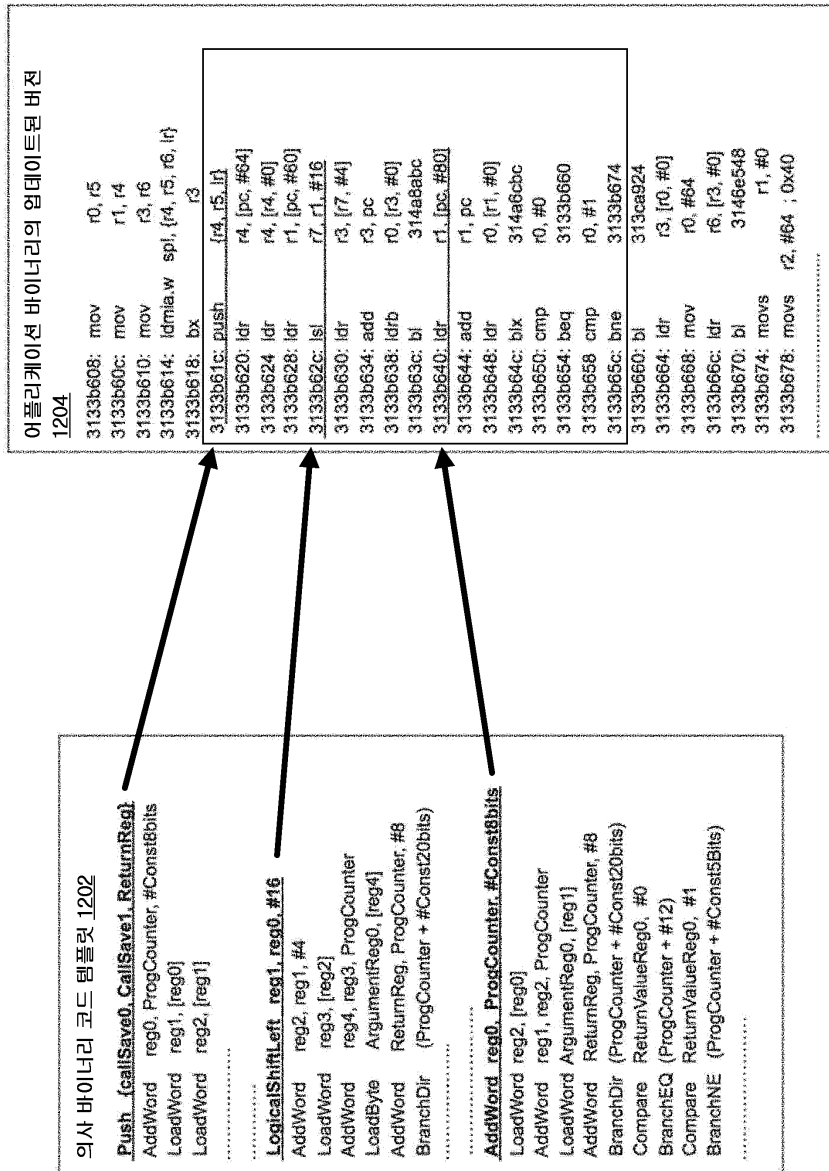 의사 바이너리 코드 템플릿 1202
Push {callSave0, CallSave1, ReturnReg}
AddWord reg0, ProgCounter, #Const8bits
LoadWord reg1, [reg0]
LoadWord reg2, [reg1]
....................
....................
LogicalShiftLeft reg1, reg0, #16
AddWord reg2, reg1, #4
LoadWord reg3, [reg2]
AddWord reg4, reg3, ProgCounter
LoadByte ArgumentReg0, [reg4]
AddWord ReturnReg, ProgCounter, #8
BranchDir (ProgCounter + #Const20bits)
....................
....................
AddWord reg0, ProgCounter, #Const8bits
LoadWord reg2, [reg0]
AddWord reg1, reg2, ProgCounter
LoadWord ArgumentReg0, [reg1]
AddWord ReturnReg, ProgCounter, #8
BranchDir (ProgCounter + #Const20bits)
Compare ReturnValueReg0, #0
BranchEQ (ProgCounter + #12)
Compare ReturnValueReg0, #1
BranchNE (ProgCounter + #Const5Bits)
....................
어플리케이션 바이너리의 업데이트된 버전
1204
3133b608: mov r0, r5
3133b60c: mov r1, r4
3133b610: mov r3, r6
3133b614: ldmia.w sp!, {r4, r5, r6, lr}
3133b618: bx r3
3133b61c: push {r4, r5, lr}
3133b620: ldr r4, [pc, #64]
3133b624 ldr r4, [r4, #0]
3133b628: ldr r1, [pc, #60]
3133b62c: lsl r7, r1, #16
3133b630: ldr r3, [r7, #4]
3133b634: add r3, pc
3133b638: ldrb r0, [r3, #0]
3133b63c: bl 314a8abc
3133b640: ldr r1, [pc, #80]
3133b644: add r1, pc
3133b648: ldr r0, [r1, #0]
3133b64c: blx 314a6cbc
3133b650: cmp r0, #0
3133b654: beq 3133b660
3133b658 cmp r0, #1
3133b65c: bne 3133b674
3133b660: bl 313ca924
3133b664: ldr r3, [r0, #0]
3133b668: mov r0, #64
3133b66c: ldr r6, [r3, #0]
3133b670: bl 3146e548
3133b674: movs r1, #0
3133b678: movs r2, #64 ; 0x40
....................